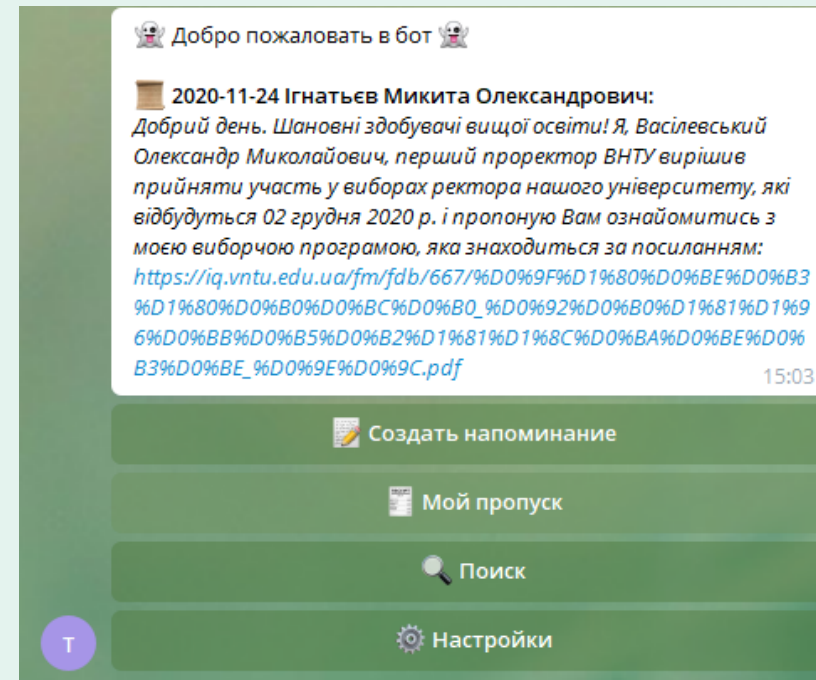 👻 Добро пожаловать в бот 👻
📜 2020-11-24 Ігнатьєв Микита Олександрович:
Добрий день. Шановні здобувачі вищої освіти! Я, Васілевський
Олександр Миколайович, перший проректор ВНТУ вирішив
прийняти участь у виборах ректора нашого університету, які
відбудуться 02 грудня 2020 р. і пропоную Вам ознайомитись з
моєю виборчою програмою, яка знаходиться за посиланням:
https://iq.vntu.edu.ua/fm/fdb/667/%D0%9F%D1%80%D0%BE%D0%B3
%D1%80%D0%B0%D0%BC%D0%B0_%D0%92%D0%B0%D1%81%D1%9
6%D0%BB%D0%B5%D0%B2%D1%81%D1%8C%D0%BA%D0%BE%D0%
B3%D0%BE_%D0%9E%D0%9C.pdf
15:03
📝 Создать напоминание
🧾 Мой пропуск
🔍 Поиск
⚙️ Настройки
T